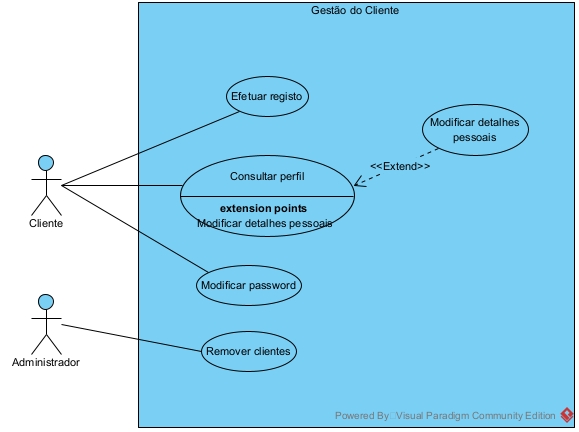 Gestão do Cliente
Efetuar registo
Modificar detalhes
pessoais
<<Extend>>
Consultar perfil
extension points
Modificar detalhes pessoais
Cliente
Modificar password
Administrador
Remover clientes
Powered By Visual Paradigm Community Edition